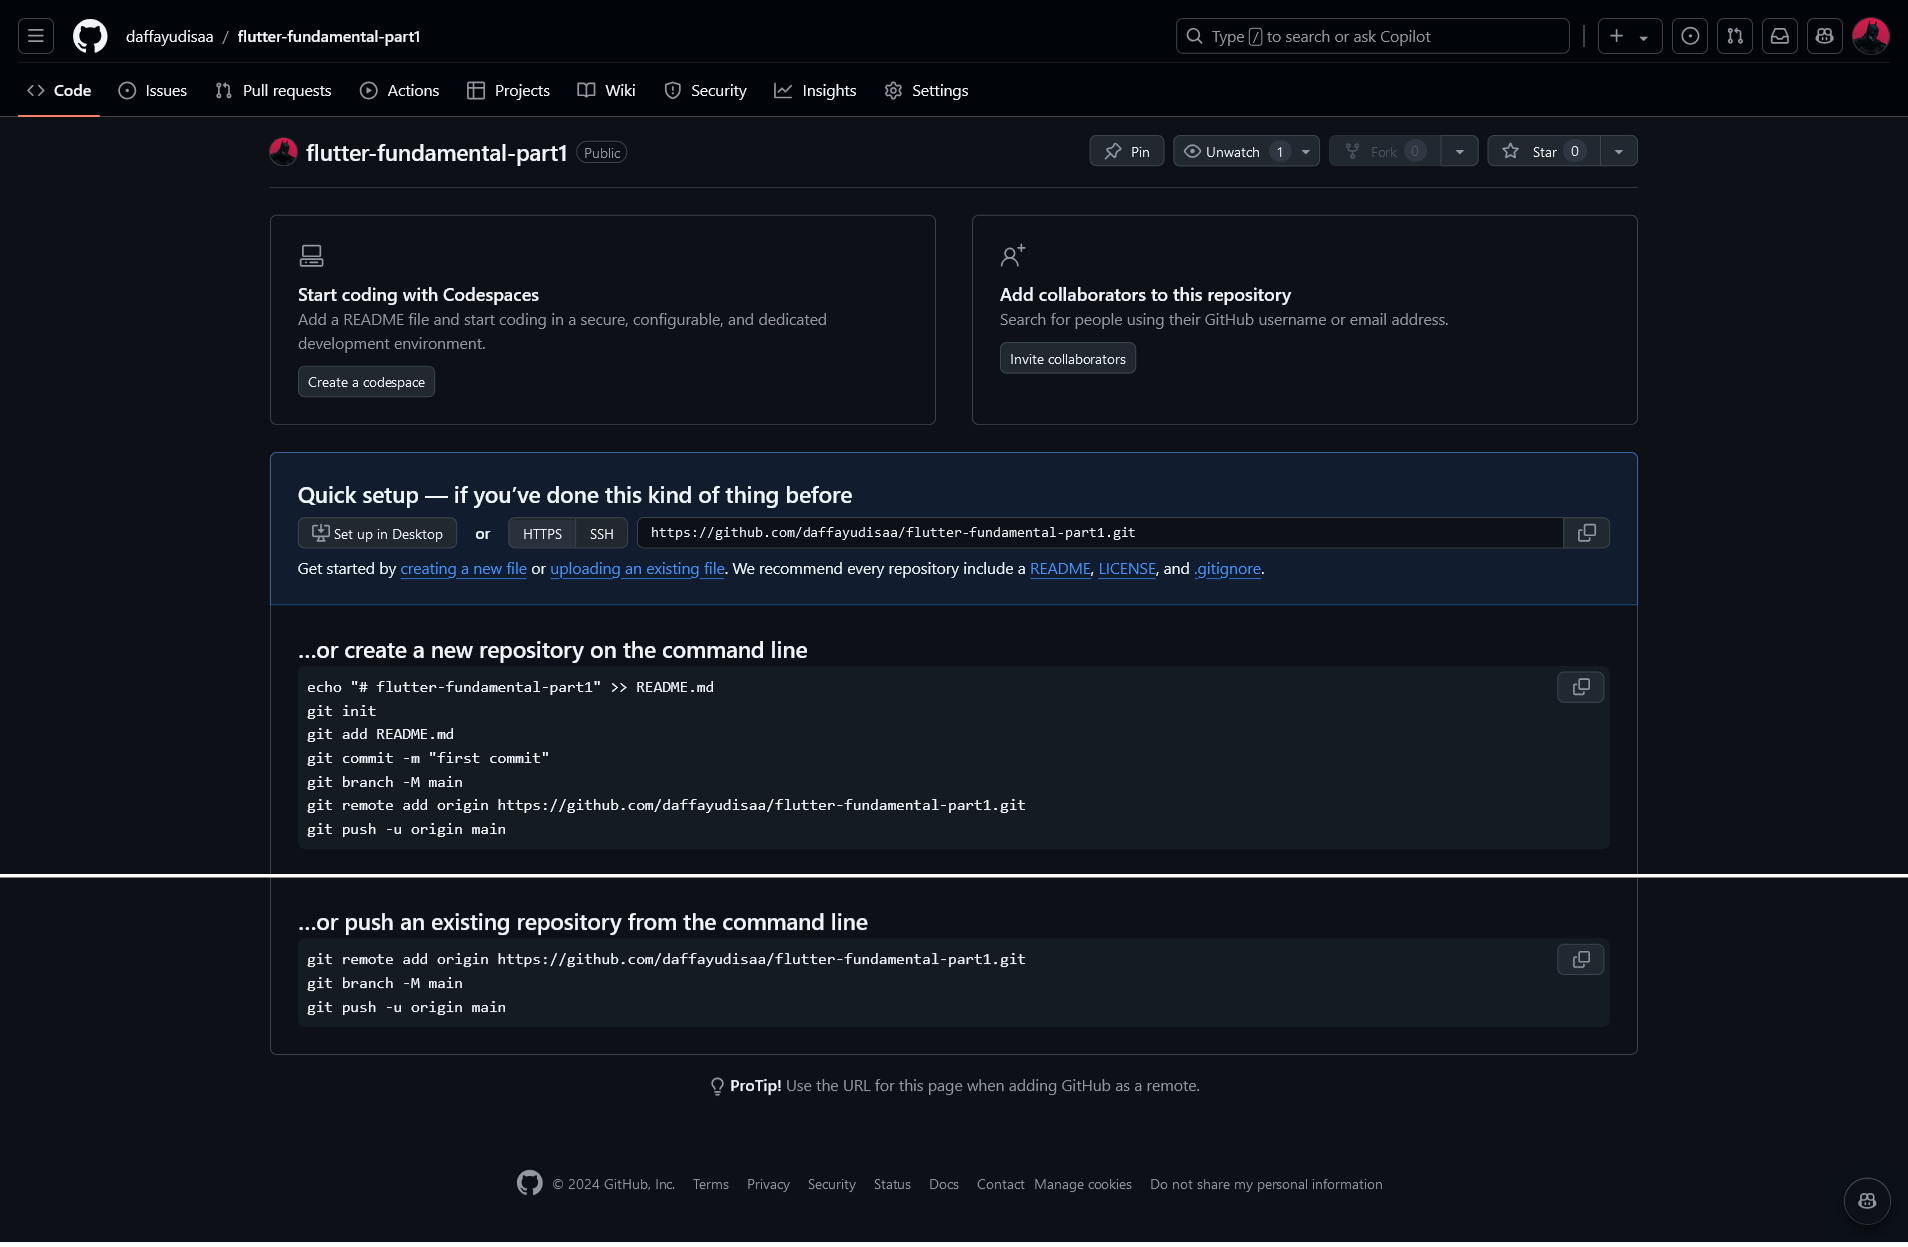 daffayudisaa / flutter-fundamental-part1
Type / to search or ask Copilot
Code Issues Pull requests Actions Projects Wiki Security Insights Settings
flutter-fundamental-part1 Public
Pin Unwatch 1 Fork 0 Star 0
Start coding with Codespaces
Add a README file and start coding in a secure, configurable, and dedicated
development environment.
Create a codespace
Add collaborators to this repository
Search for people using their GitHub username or email address.
Invite collaborators
Quick setup — if you’ve done this kind of thing before
Set up in Desktop or HTTPS SSH https://github.com/daffayudisaa/flutter-fundamental-part1.git
Get started by creating a new file or uploading an existing file. We recommend every repository include a README, LICENSE, and .gitignore.
…or create a new repository on the command line
echo "# flutter-fundamental-part1" >> README.md
git init
git add README.md
git commit -m "first commit"
git branch -M main
git remote add origin https://github.com/daffayudisaa/flutter-fundamental-part1.git
git push -u origin main
…or push an existing repository from the command line
git remote add origin https://github.com/daffayudisaa/flutter-fundamental-part1.git
git branch -M main
git push -u origin main
ProTip! Use the URL for this page when adding GitHub as a remote.
© 2024 GitHub, Inc. Terms Privacy Security Status Docs Contact Manage cookies Do not share my personal information